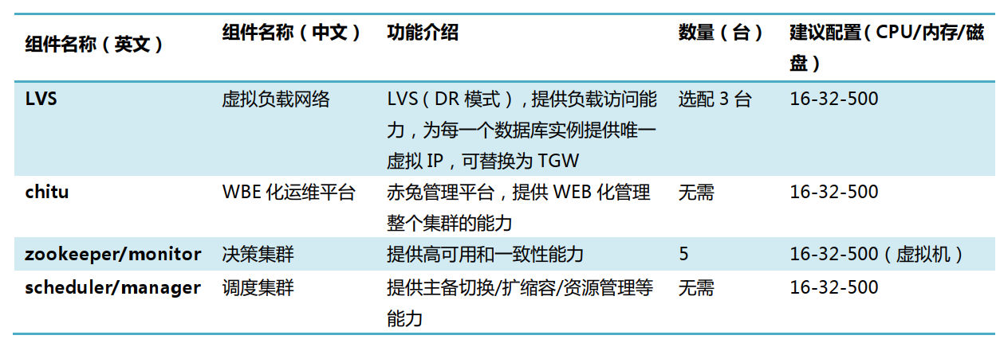 组件名称（英文） 组件名称（中文） 功能介绍 数量（台） 建议配置（CPU/内存/磁
盘）
LVS 虚拟负载网络 LVS（DR 模式）,提供负载访问能 选配 3 台 16-32-500
力，为每一个数据库实例提供唯一
虚拟 IP，可替换为 TGW
chitu WBE 化运维平台 赤兔管理平台，提供 WEB 化管理 无需 16-32-500
整个集群的能力
zookeeper/monitor 决策集群 提供高可用和一致性能力 5 16-32-500（虚拟机）
scheduler/manager 调度集群 提供主备切换/扩缩容/资源管理等 无需 16-32-500
能力